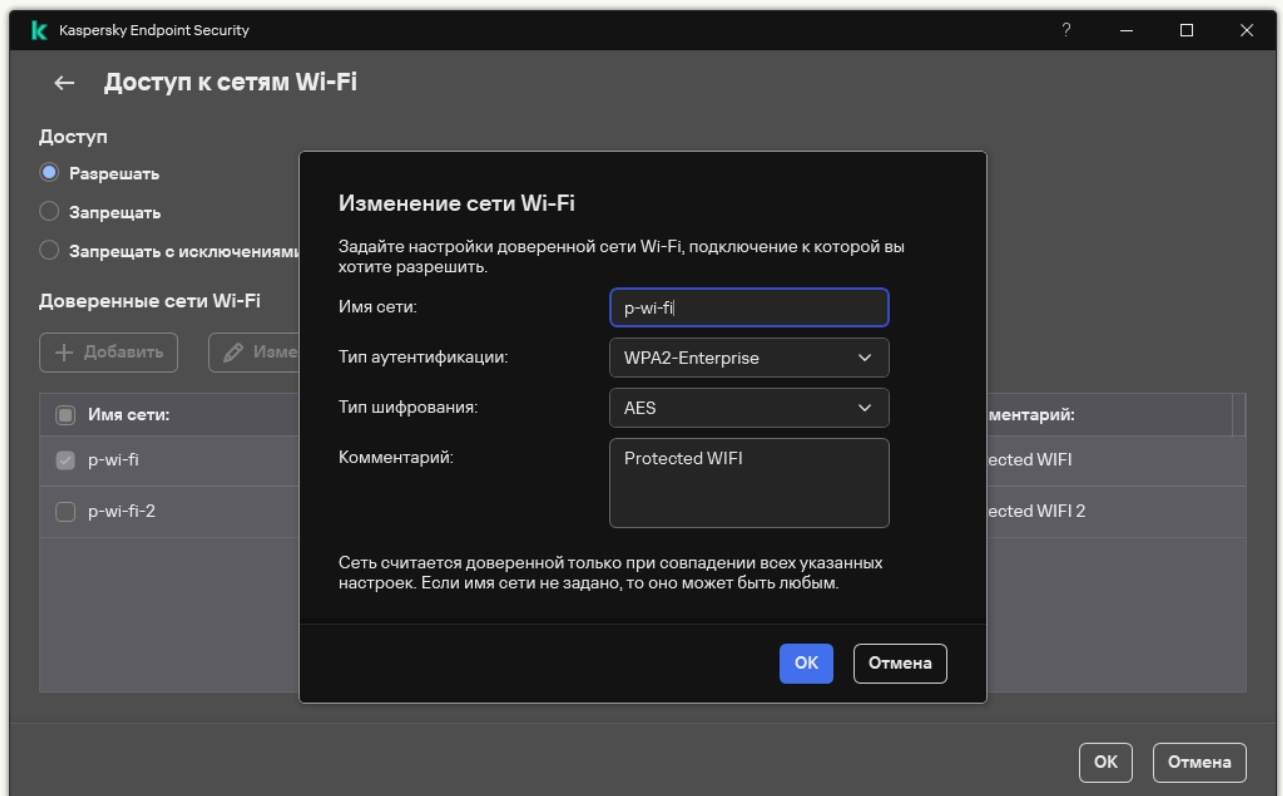 Kaspersky Endpoint Security
Доступ к сетям Wi-Fi
Доступ
Разрешать
Запрещать
Запрещать с исключениями
Доверенные сети Wi-Fi
+ Добавить
Изме
Имя сети:
ментарий:
p-wi-fi
ected WIFI
p-wi-fi-2
ected WIFI 2
Изменение сети Wi-Fi
Задайте настройки доверенной сети Wi-Fi, подключение к которой вы
хотите разрешить.
Имя сети:
p-wi-fi
Тип аутентификации:
WPA2-Enterprise
Тип шифрования:
AES
Комментарий:
Protected WIFI
Сеть считается доверенной только при совпадении всех указанных
настроек. Если имя сети не задано, то оно может быть любым.
ОК
Отмена
ОК
Отмена